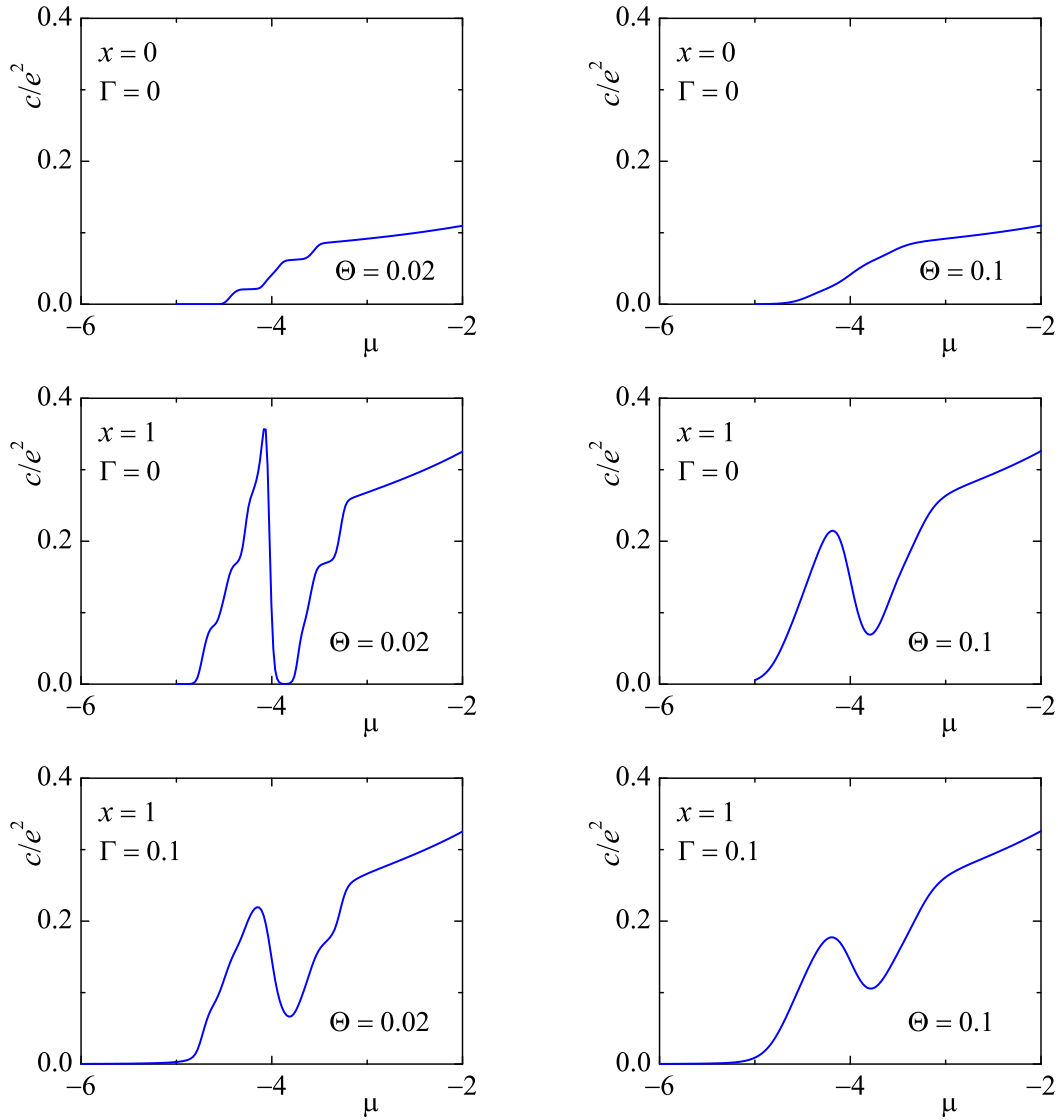 0.4
c/e²
x = 0
Γ = 0
0.2
Θ = 0.02
0.0
−6
−4
−2
μ
0.4
c/e²
x = 0
Γ = 0
0.2
Θ = 0.1
0.0
−6
−4
−2
μ
0.4
c/e²
x = 1
Γ = 0
0.2
Θ = 0.02
0.0
−6
−4
−2
μ
0.4
c/e²
x = 1
Γ = 0
0.2
Θ = 0.1
0.0
−6
−4
−2
μ
0.4
c/e²
x = 1
Γ = 0.1
0.2
Θ = 0.02
0.0
−6
−4
−2
μ
0.4
c/e²
x = 1
Γ = 0.1
0.2
Θ = 0.1
0.0
−6
−4
−2
μ